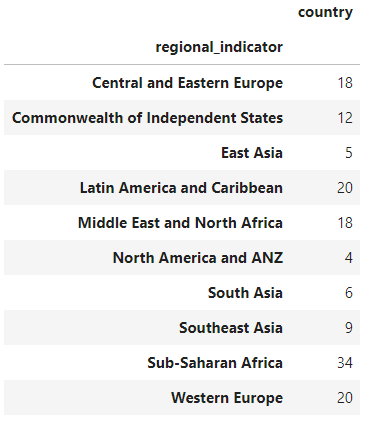 country
regional_indicator
Central and Eastern Europe 18
Commonwealth of Independent States 12
East Asia 5
Latin America and Caribbean 20
Middle East and North Africa 18
North America and ANZ 4
South Asia 6
Southeast Asia 9
Sub-Saharan Africa 34
Western Europe 20